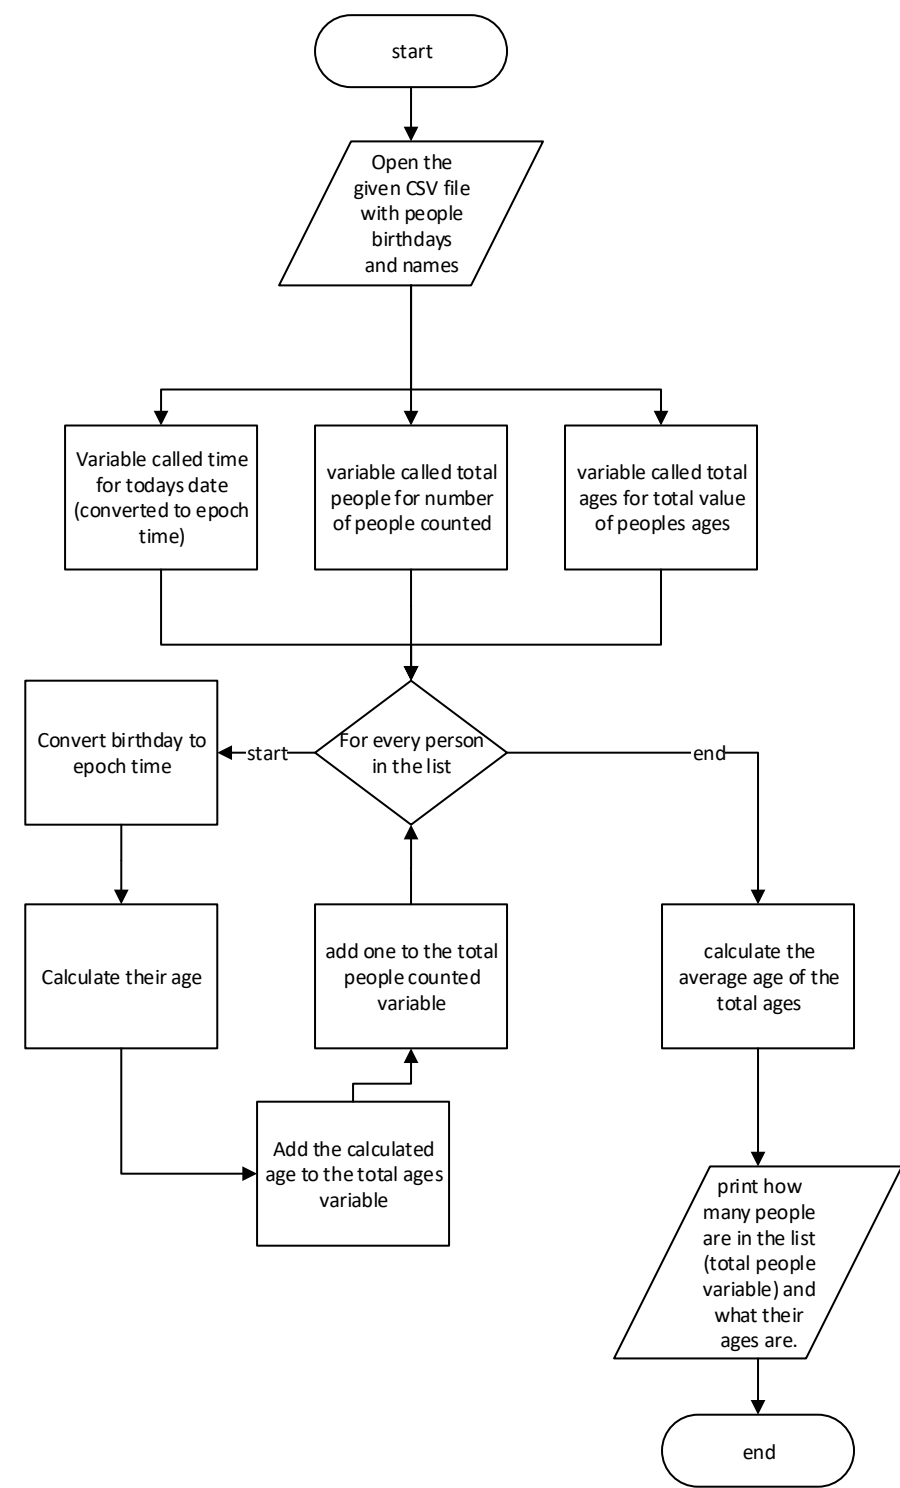 start
Open the
given CSV file
with people
birthdays
and names
Variable called time
for todays date
(converted to epoch
time)
variable called total
people for number
of people counted
variable called total
ages for total value
of peoples ages
For every person
in the list
start
end
Convert birthday to
epoch time
Calculate their age
Add the calculated
age to the total ages
variable
add one to the total
people counted
variable
calculate the
average age of the
total ages
print how
many people
are in the list
(total people
variable) and
what their
ages are.
end